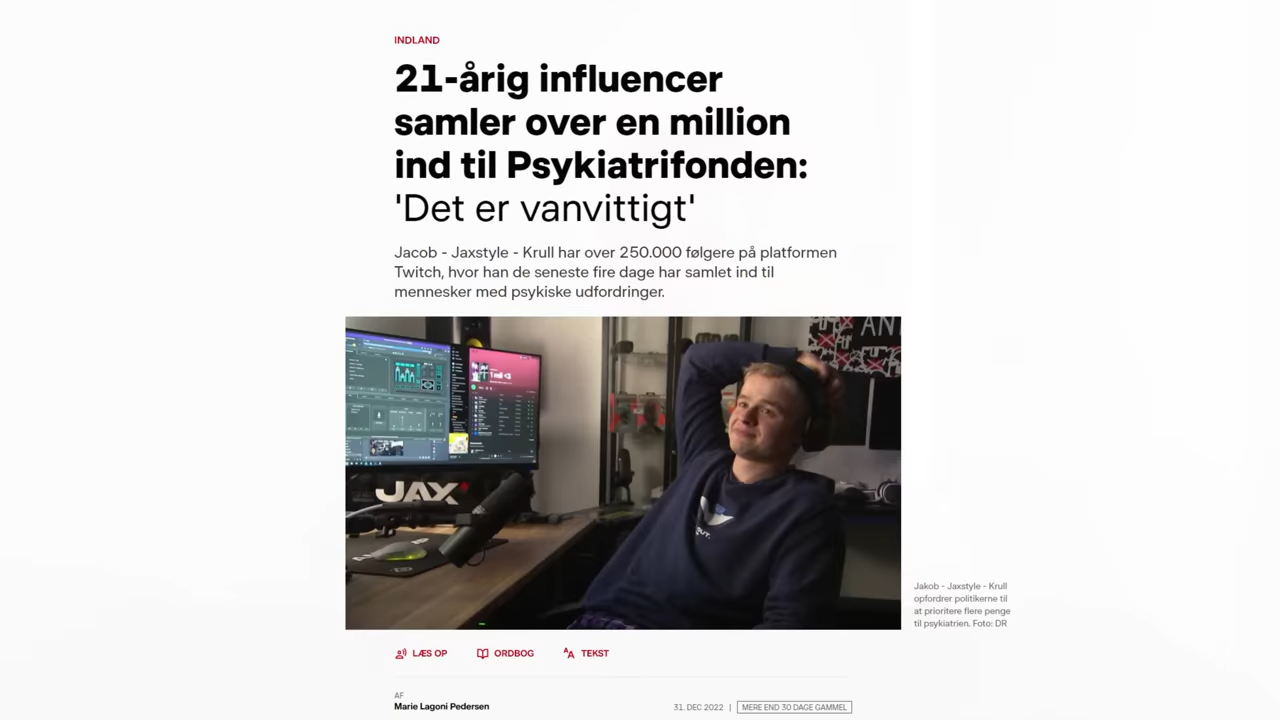 INDLAND
21-årig influencer
samler over en million
ind til Psykiatrifonden:
'Det er vanvittigt'
Jacob - Jaxstyle - Krull har over 250.000 følgere på platformen
Twitch, hvor han de seneste fire dage har samlet ind til
mennesker med psykiske udfordringer.
JAX
Jakob - Jaxstyle - Krull
opfordrer politikerne til
at prioritere flere penge
til psykiatrien. Foto: DR
LÆS OP
ORDBOG
TEKST
AF
Marie Lagoni Pedersen
31. DEC 2022 | MERE END 30 DAGE GAMMEL